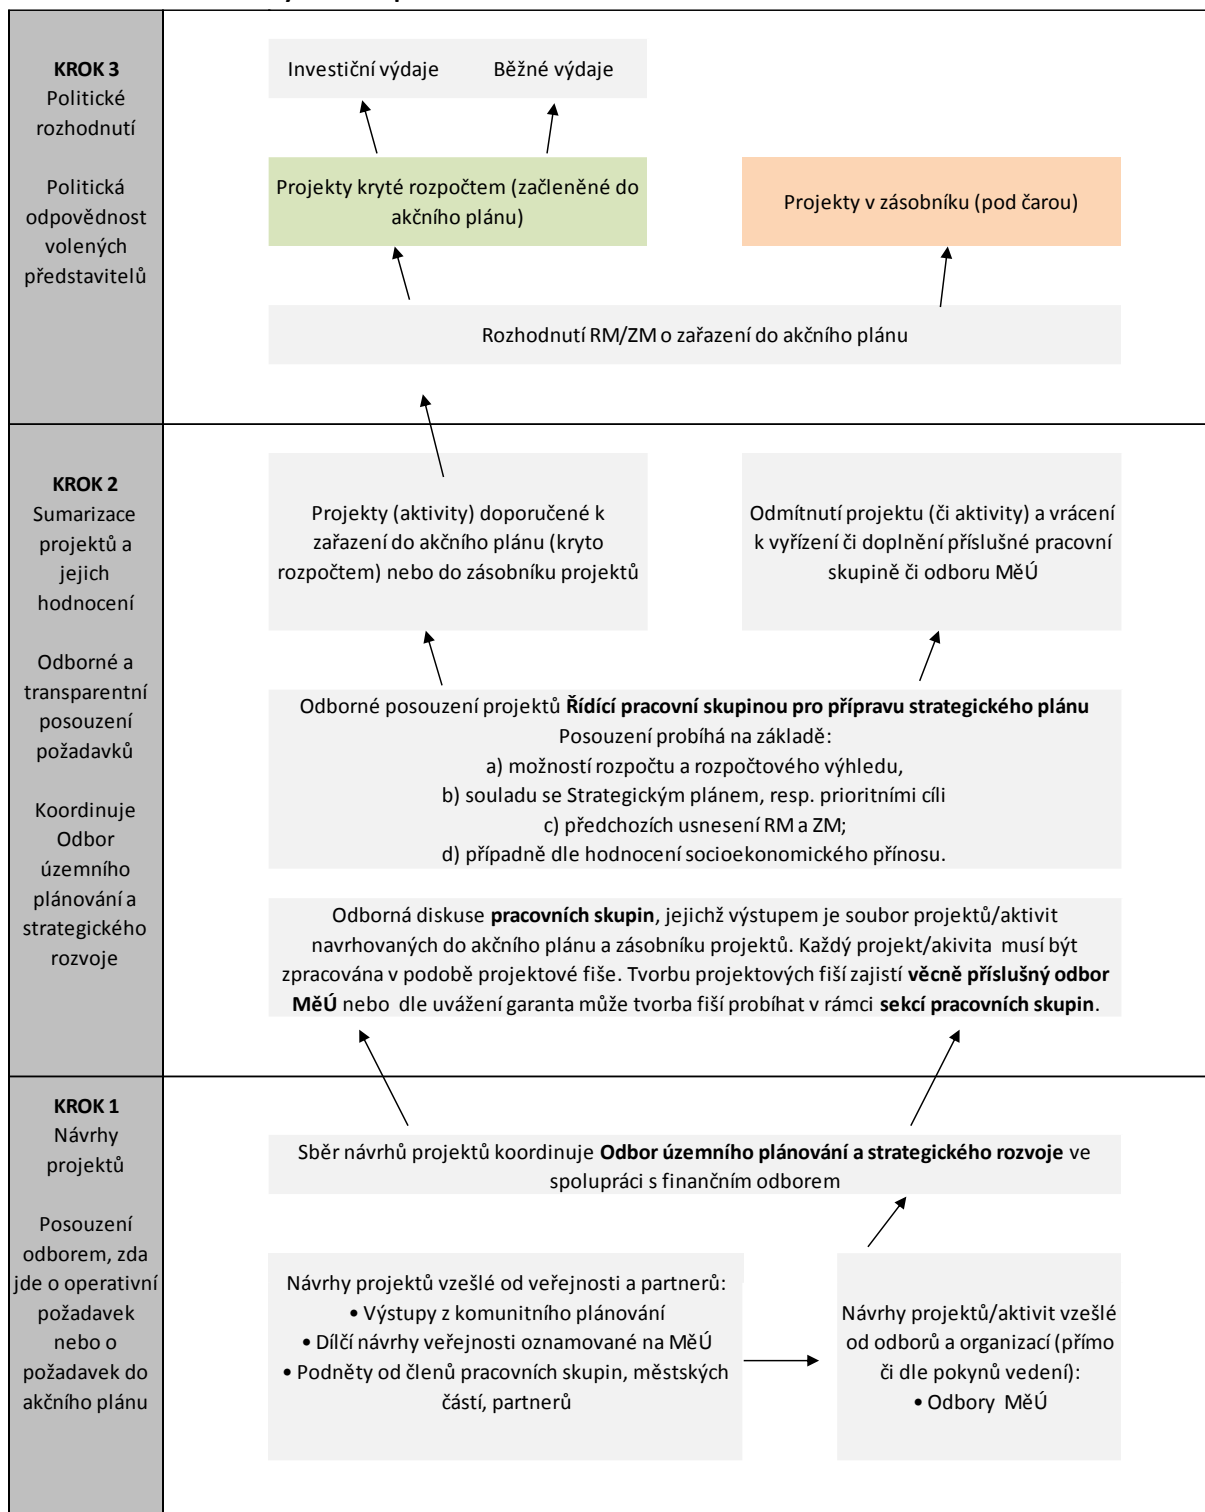 KROK 3
Politické
rozhodnutí
Politická
odpovědnost
volených
představitelů
Investiční výdaje
Běžné výdaje
Projekty kryté rozpočtem (začleněné do
akčního plánu)
Projekty v zásobníku (pod čarou)
Rozhodnutí RM/ZM o zařazení do akčního plánu
KROK 2
Sumarizace
projektů a
jejich
hodnocení
Odborné a
transparentní
posouzení
požadavků
Koordinuje
Odbor
územního
plánování a
strategického
rozvoje
Projekty (aktivity) doporučené k
zařazení do akčního plánu (kryto
rozpočtem) nebo do zásobníku projektů
Odmítnutí projektu (či aktivity) a vrácení
k vyřízení či doplnění příslušné pracovní
skupině či odboru MěÚ
Odborné posouzení projektů Řídící pracovní skupinou pro přípravu strategického plánu
Posouzení probíhá na základě:
a) možností rozpočtu a rozpočtového výhledu,
b) souladu se Strategickým plánem, resp. prioritními cíli
c) předchozích usnesení RM a ZM;
d) případně dle hodnocení socioekonomického přínosu.
Odborná diskuse pracovních skupin, jejichž výstupem je soubor projektů/aktivit
navrhovaných do akčního plánu a zásobníku projektů. Každý projekt/akivita musí být
zpracována v podobě projektové fiše. Tvorbu projektových fiší zajistí věcně příslušný odbor
MěÚ nebo dle uvážení garanta může tvorba fiší probíhat v rámci sekcí pracovních skupin.
KROK 1
Návrhy
projektů
Posouzení
odborem, zda
jde o operativní
požadavek
nebo o
požadavek do
akčního plánu
Sběr návrhů projektů koordinuje Odbor územního plánování a strategického rozvoje ve
spolupráci s finančním odborem
Návrhy projektů vzešlé od veřejnosti a partnerů:
• Výstupy z komunitního plánování
• Dílčí návrhy veřejnosti oznamované na MěÚ
• Podněty od členů pracovních skupin, městských
částí, partnerů
Návrhy projektů/aktivit vzešlé
od odborů a organizací (přímo
či dle pokynů vedení):
• Odbory MěÚ